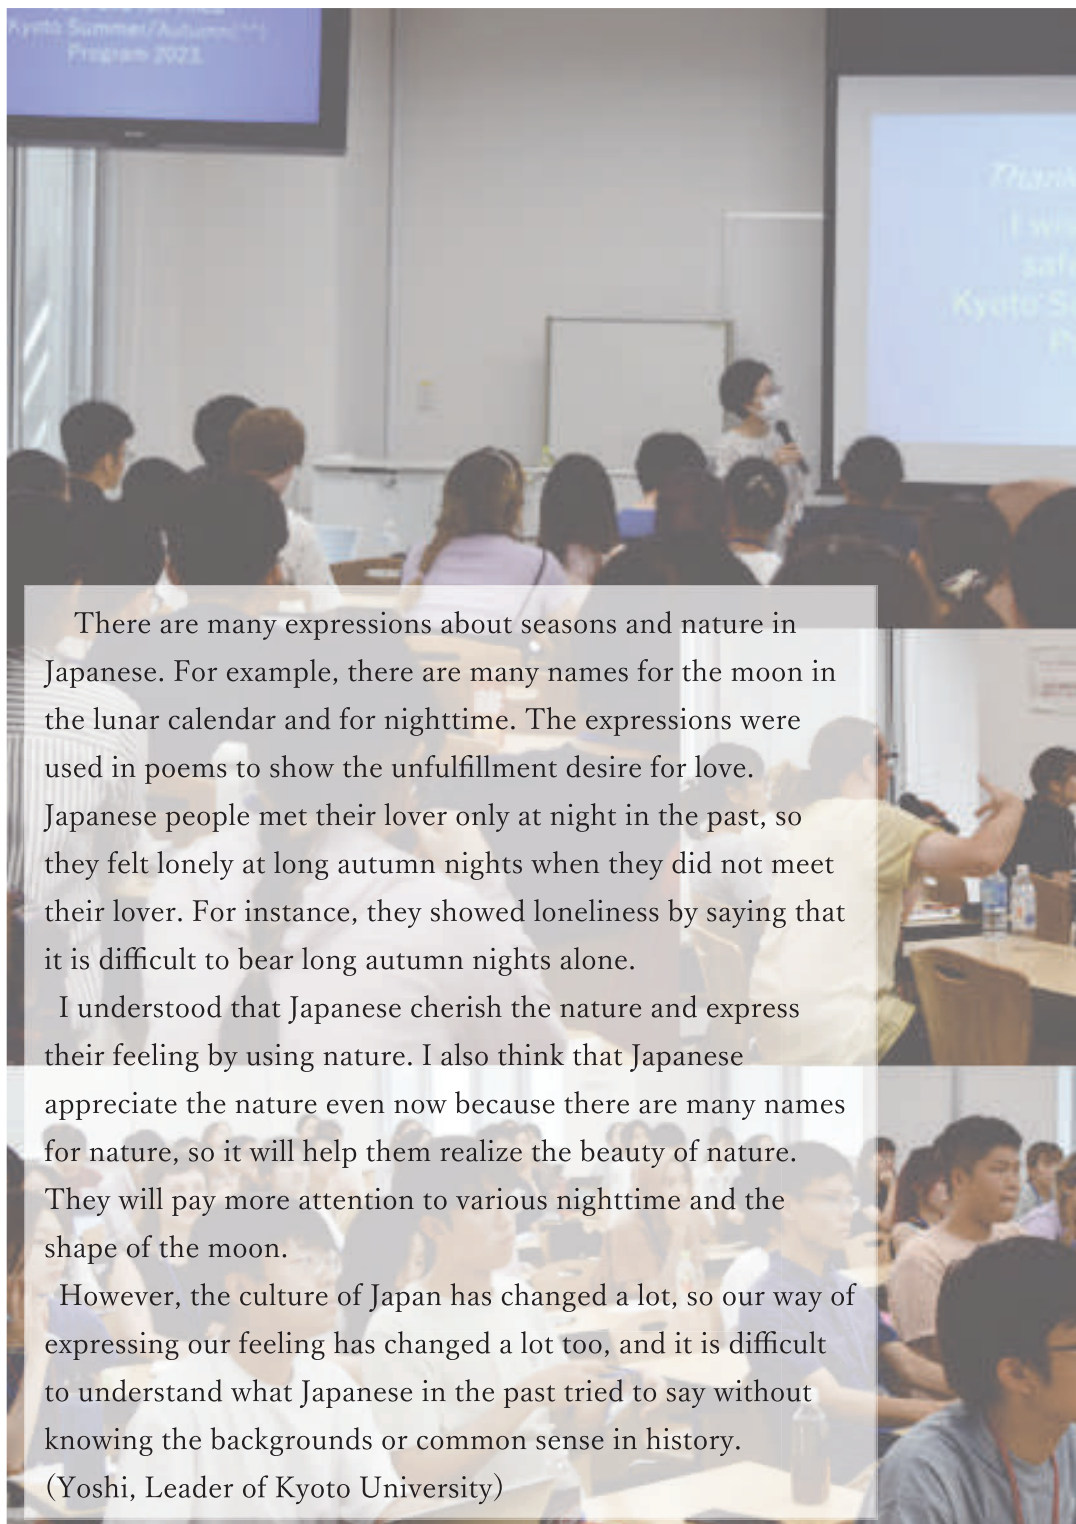 Kyoto Summer/Autumn
Program 2023
Thank
I wis
safe
Kyoto S
There are many expressions about seasons and nature in
Japanese. For example, there are many names for the moon in
the lunar calendar and for nighttime. The expressions were
used in poems to show the unfulfillment desire for love.
Japanese people met their lover only at night in the past, so
they felt lonely at long autumn nights when they did not meet
their lover. For instance, they showed loneliness by saying that
it is difficult to bear long autumn nights alone.
I understood that Japanese cherish the nature and express
their feeling by using nature. I also think that Japanese
appreciate the nature even now because there are many names
for nature, so it will help them realize the beauty of nature.
They will pay more attention to various nighttime and the
shape of the moon.
However, the culture of Japan has changed a lot, so our way of
expressing our feeling has changed a lot too, and it is difficult
to understand what Japanese in the past tried to say without
knowing the backgrounds or common sense in history.
(Yoshi, Leader of Kyoto University)